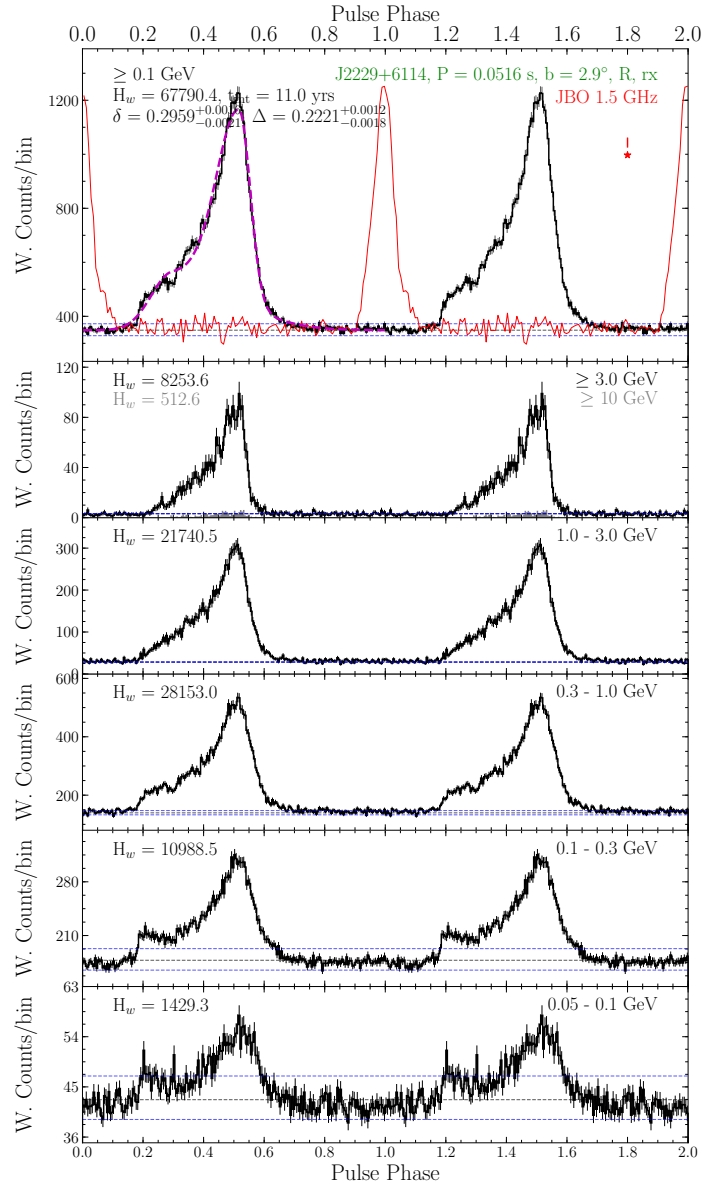 Pulse Phase
0.0 0.2 0.4 0.6 0.8 1.0 1.2 1.4 1.6 1.8 2.0
≥ 0.1 GeV
J2229+6114, P = 0.0516 s, b = 2.9°, R, rx
H_w = 67790.4, = 11.0 yrs
JBO 1.5 GHz
δ = 0.2959 Δ = 0.2221^{+0.0012}_{−0.0018}
W. Counts/bin
1200
800
400
H_w = 8253.6
≥ 3.0 GeV
H_w = 512.6
≥ 10 GeV
W. Counts/bin
120
80
40
0
H_w = 21740.5
1.0 - 3.0 GeV
W. Counts/bin
300
200
100
0
H_w = 28153.0
0.3 - 1.0 GeV
W. Counts/bin
600
400
200
H_w = 10988.5
0.1 - 0.3 GeV
W. Counts/bin
280
210
H_w = 1429.3
0.05 - 0.1 GeV
W. Counts/bin
63
54
45
36
0.0 0.2 0.4 0.6 0.8 1.0 1.2 1.4 1.6 1.8 2.0
Pulse Phase